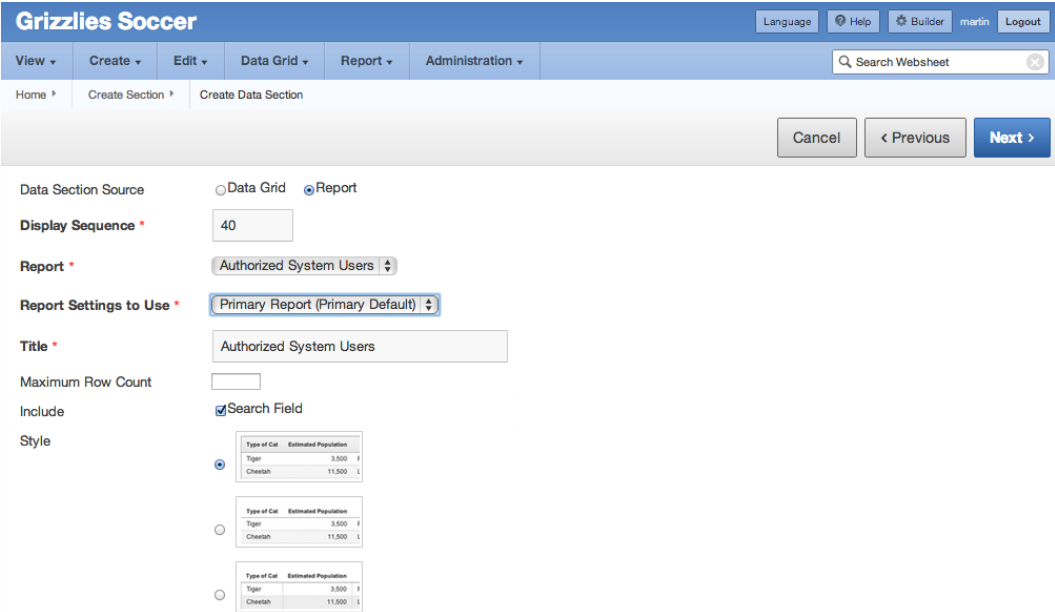 Grizzlies Soccer
Language Help Builder martin Logout
View Create Edit Data Grid Report Administration Search Websheet
Home Create Section Create Data Section
Cancel < Previous Next >
Data Section Source Data Grid Report
Display Sequence * 40
Report * Authorized System Users
Report Settings to Use * Primary Report (Primary Default)
Title * Authorized System Users
Maximum Row Count
Include Search Field
Style
Type of Cat Estimated Population
Tiger 3,500
Cheetah 11,500
Type of Cat Estimated Population
Tiger 3,500
Cheetah 11,500
Type of Cat Estimated Population
Tiger 3,500
Cheetah 11,500